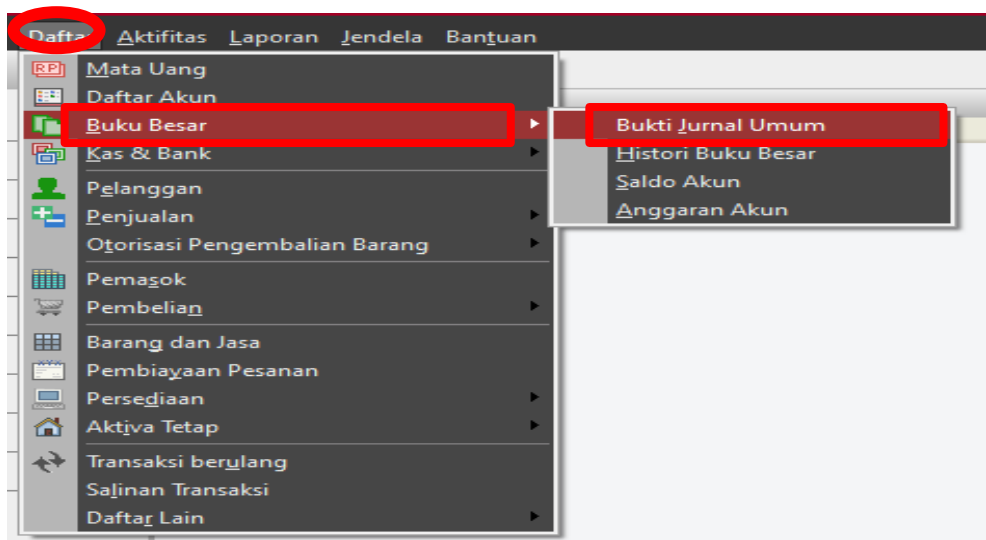 Daftar Aktifitas Laporan Jendela Bantuan
RP Mata Uang
Daftar Akun
Buku Besar
Kas & Bank
Pelanggan
Penjualan
Otorisasi Pengembalian Barang
Pemasok
Pembelian
Barang dan Jasa
Pembiayaan Pesanan
Persediaan
Aktiva Tetap
Transaksi berulang
Salinan Transaksi
Daftar Lain
Bukti Jurnal Umum
Histori Buku Besar
Saldo Akun
Anggaran Akun